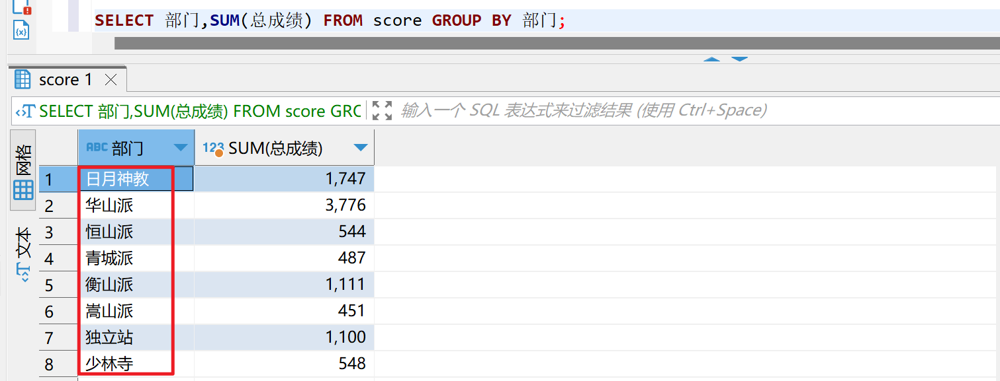 SELECT 部门,SUM(总成绩) FROM score GROUP BY 部门;
score 1
SELECT 部门,SUM(总成绩) FROM score GRC 输入一个 SQL 表达式来过滤结果 (使用 Ctrl+Space)
网格
文本
ABC 部门 123 SUM(总成绩)
1 日月神教 1,747
2 华山派 3,776
3 恒山派 544
4 青城派 487
5 衡山派 1,111
6 嵩山派 451
7 独立站 1,100
8 少林寺 548